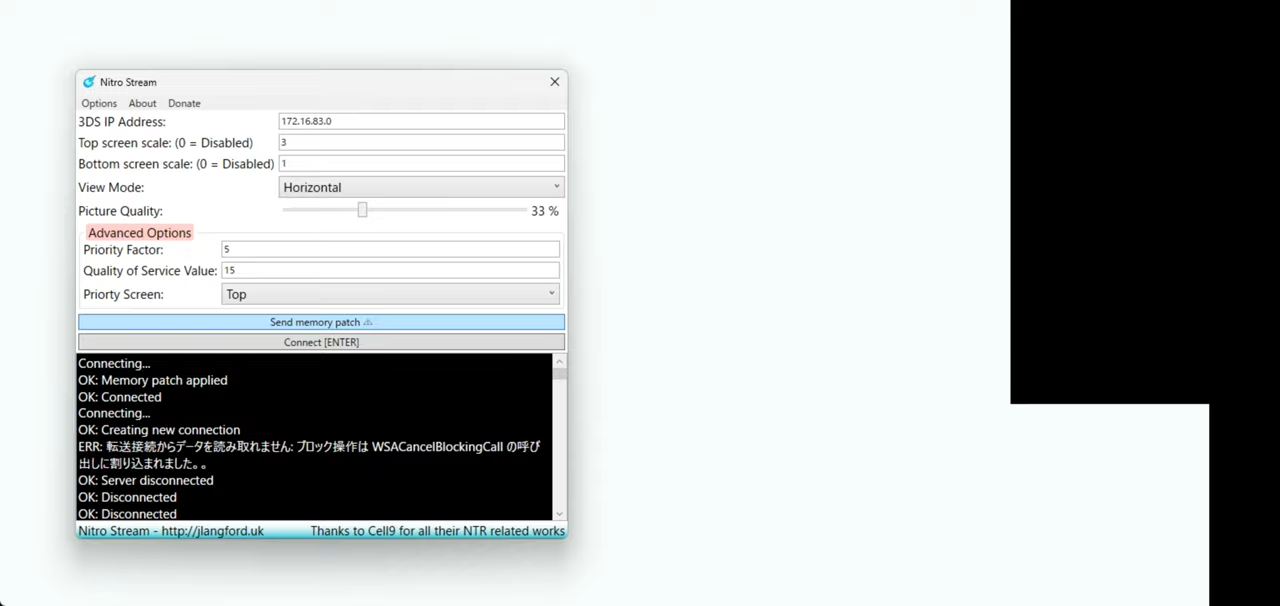 Nitro Stream
Options About Donate
3DS IP Address: 172.16.83.0
Top screen scale: (0 = Disabled) 3
Bottom screen scale: (0 = Disabled) 1
View Mode: Horizontal
Picture Quality: 33 %
Advanced Options
Priority Factor: 5
Quality of Service Value: 15
Priorty Screen: Top
Send memory patch ⚠
Connect [ENTER]
Connecting...
OK: Memory patch applied
OK: Connected
Connecting...
OK: Creating new connection
ERR: 転送接続からデータを読み取れません: ブロック操作は WSACancelBlockingCall の呼び
出しに割り込まれました。。
OK: Server disconnected
OK: Disconnected
OK: Disconnected
Nitro Stream - http://jlangford.uk Thanks to Cell9 for all their NTR related works